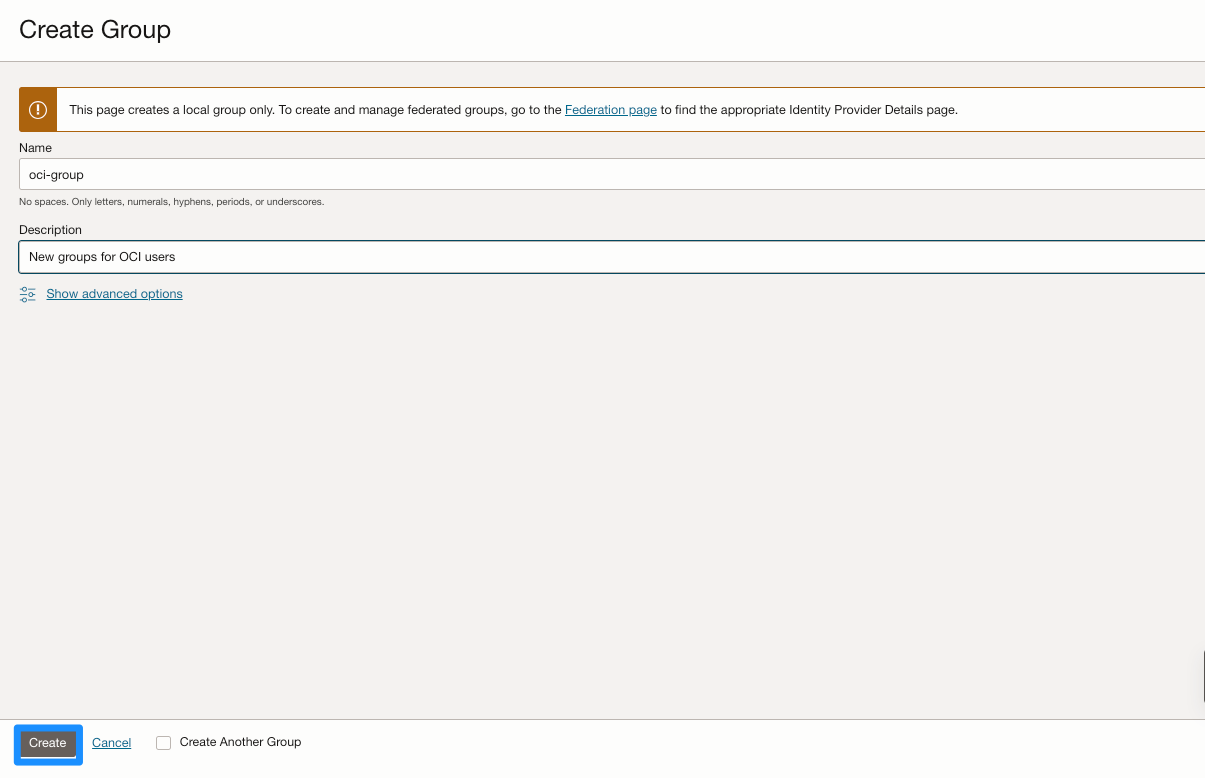 Create Group
This page creates a local group only. To create and manage federated groups, go to the Federation page to find the appropriate Identity Provider Details page.
Name
oci-group
No spaces. Only letters, numerals, hyphens, periods, or underscores.
Description
New groups for OCI users
Show advanced options
Create Cancel Create Another Group